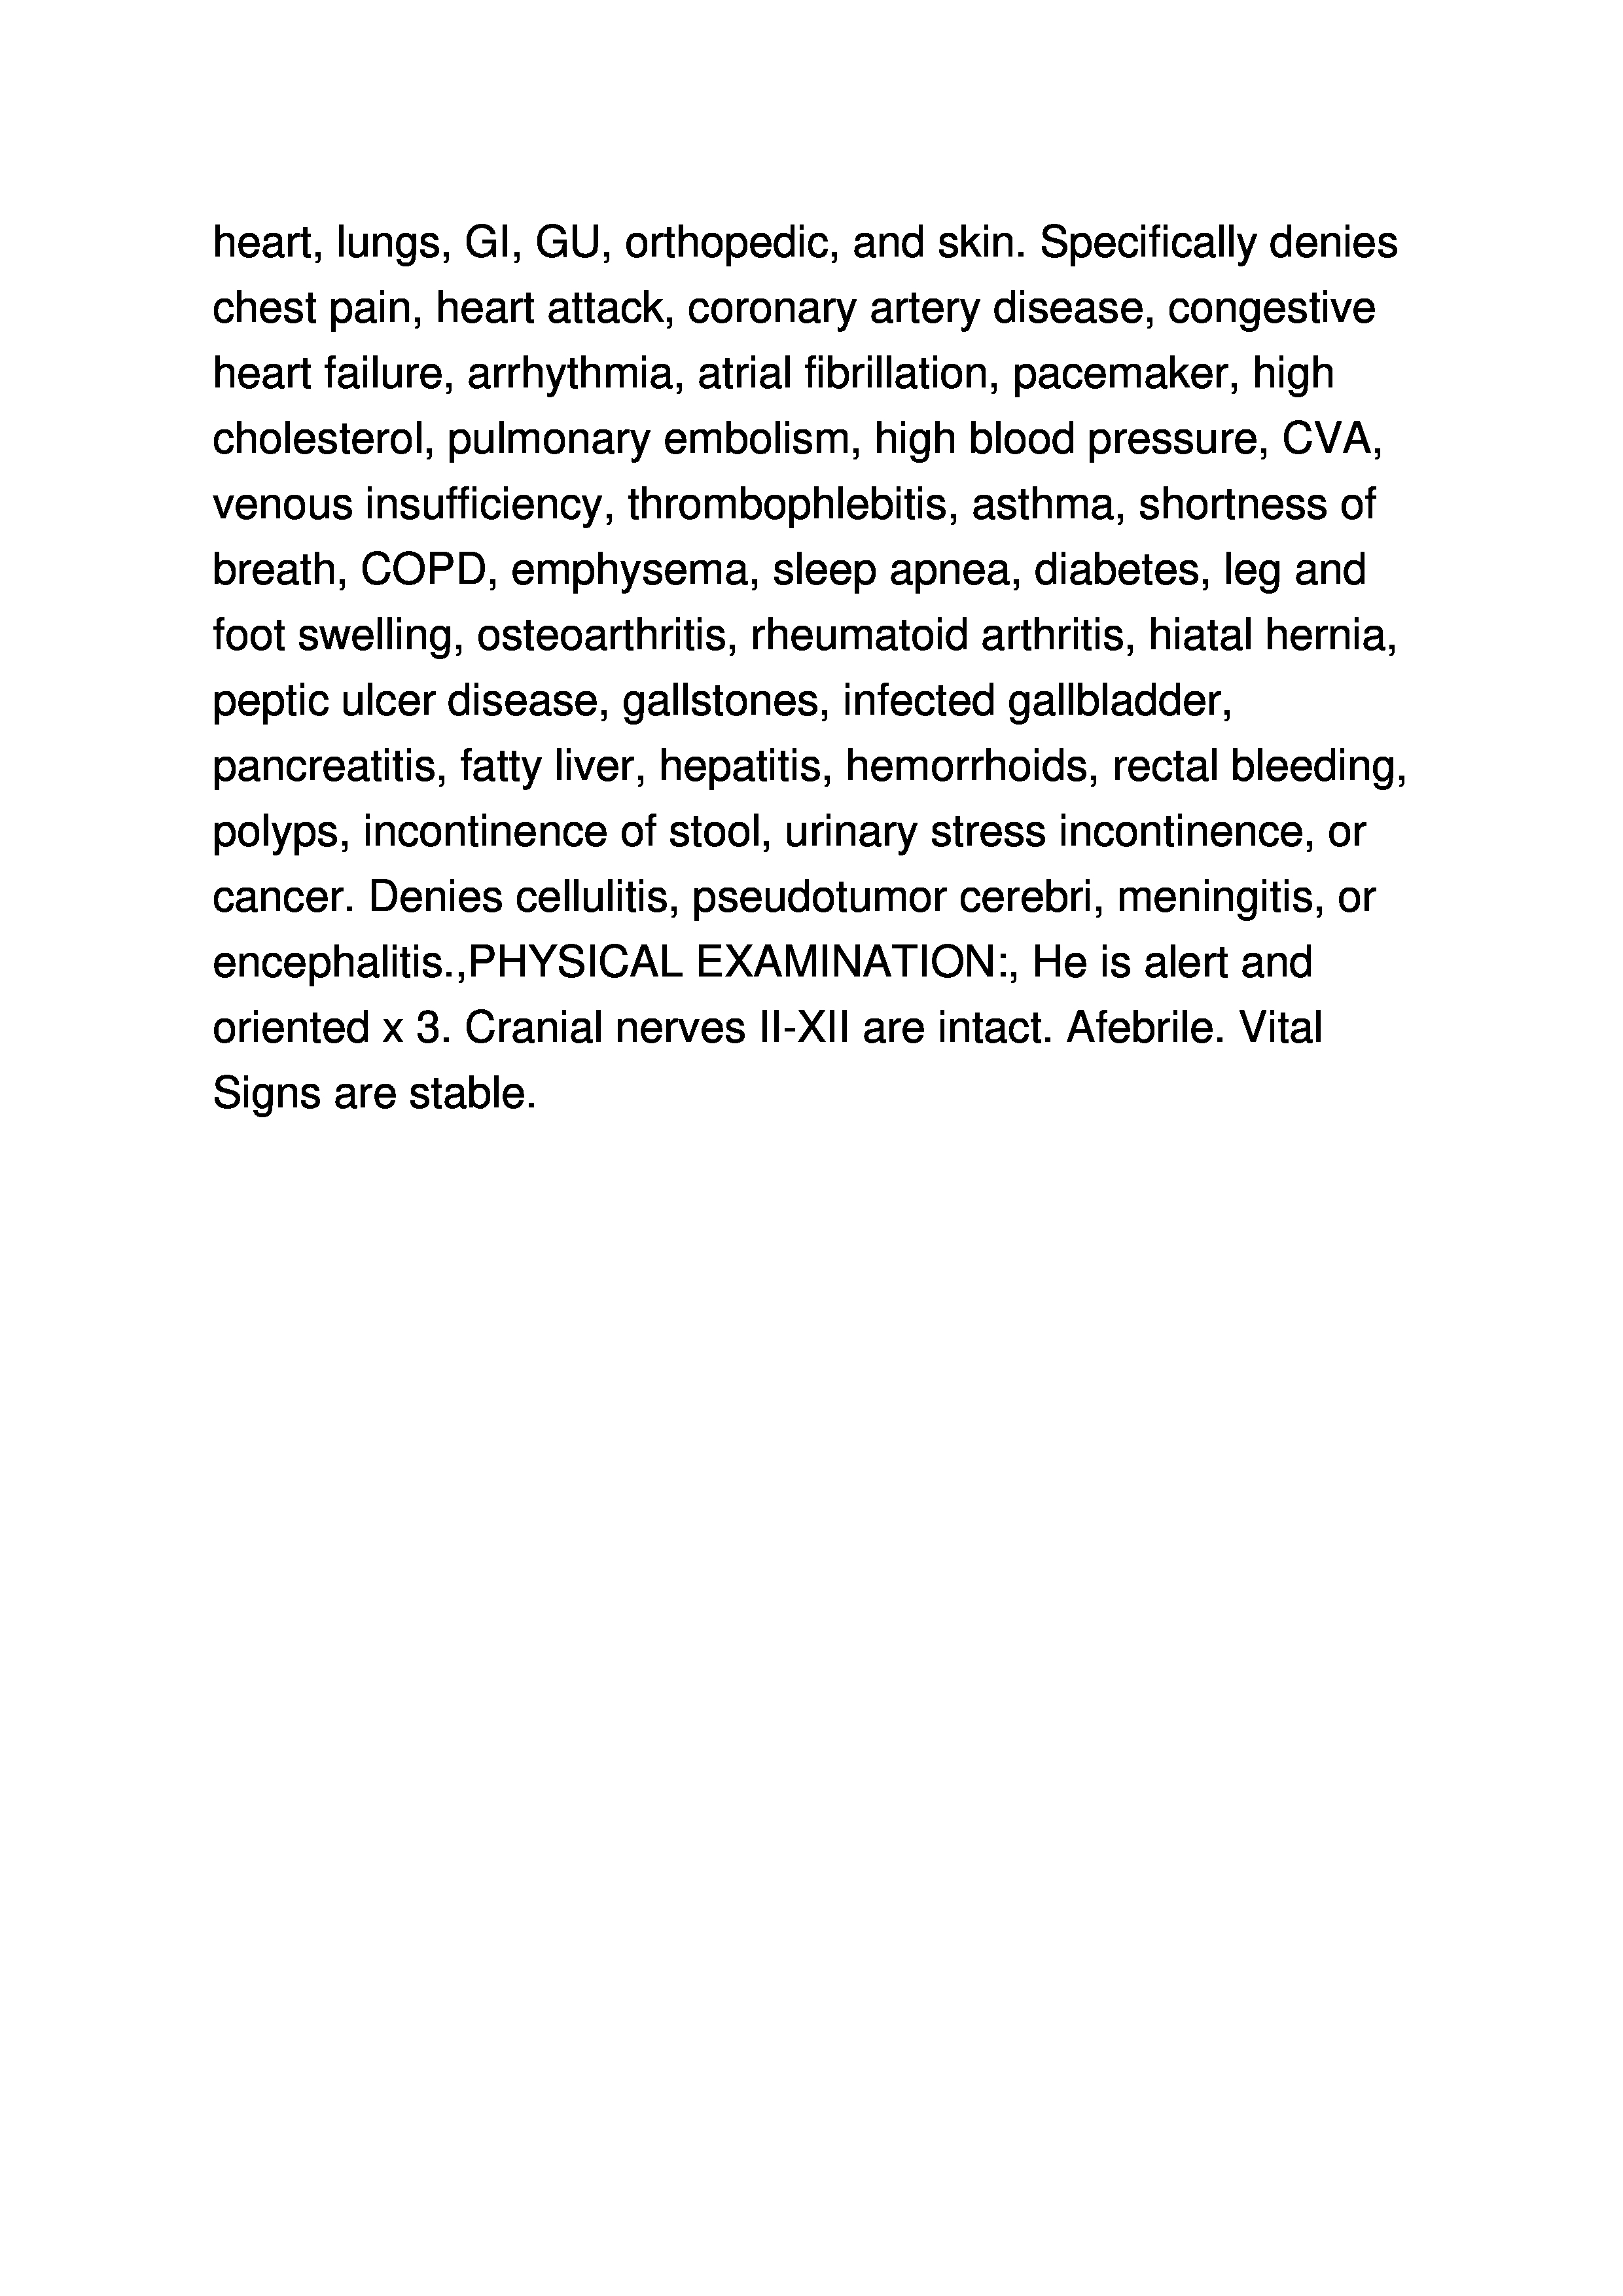 heart, lungs, GI, GU, orthopedic, and skin. Specifically denies
chest pain, heart attack, coronary artery disease, congestive
heart failure, arrhythmia, atrial fibrillation, pacemaker, high
cholesterol, pulmonary embolism, high blood pressure, CVA,
venous insufficiency, thrombophlebitis, asthma, shortness of
breath, COPD, emphysema, sleep apnea, diabetes, leg and
foot swelling, osteoarthritis, rheumatoid arthritis, hiatal hernia,
peptic ulcer disease, gallstones, infected gallbladder,
pancreatitis, fatty liver, hepatitis, hemorrhoids, rectal bleeding,
polyps, incontinence of stool, urinary stress incontinence, or
cancer. Denies cellulitis, pseudotumor cerebri, meningitis, or
encephalitis.,PHYSICAL EXAMINATION:, He is alert and
oriented x 3. Cranial nerves II-XII are intact. Afebrile. Vital
Signs are stable.